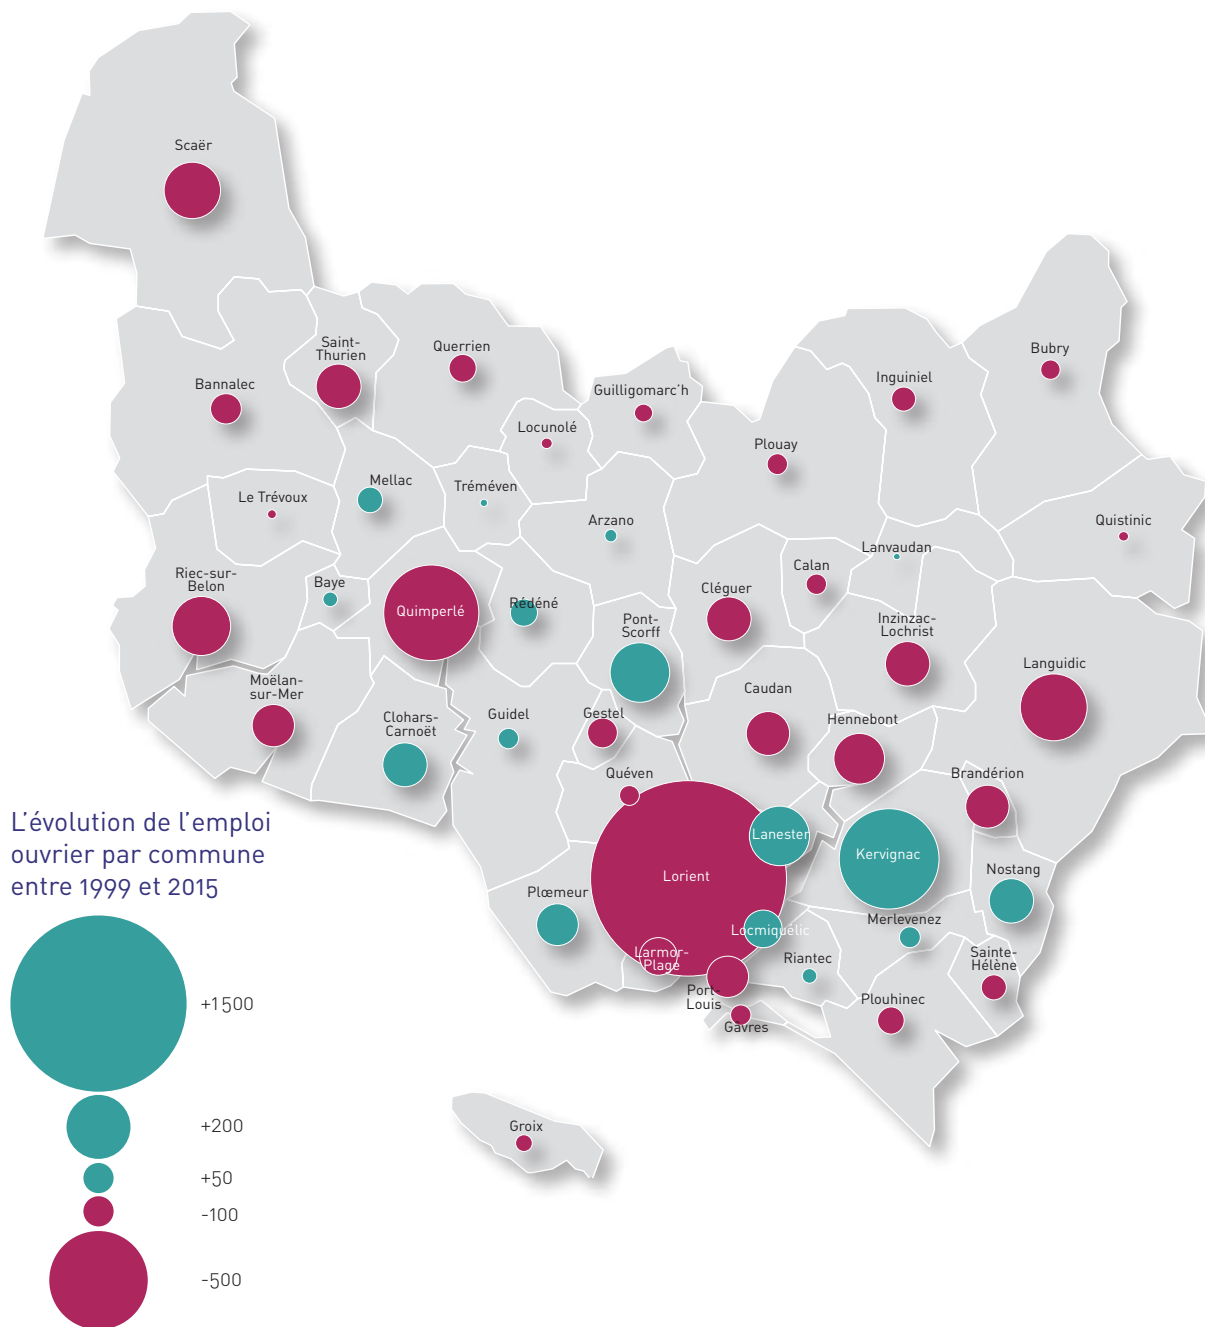 Scaër
Saint-
Thurien
Querrien
Bannalec
Guilligomarc'h
Inguiniel
Bubry
Locunolé
Plouay
Le Trévoux
Mellac
Tréméven
Arzano
Quistinic
Lanvaudan
Calan
Riec-sur-
Belon
Baye
Quimperlé
Rédéné
Cléguer
Pont-
Scorff
Inzinzac-
Lochrist
Languidic
Moëlan-
sur-Mer
Clohars-
Carnoët
Guidel
Gestel
Caudan
Hennebont
Quéven
Brandérion
Lanester
Kervignac
Lorient
Nostang
Plœmeur
Merlevenez
Locmiquélic
Larmor-
Plage
Riantec
Sainte-
Hélène
Port-
Louis
Plouhinec
Gâvres
Groix
L'évolution de l'emploi
ouvrier par commune
entre 1999 et 2015
+1500
+200
+50
-100
-500